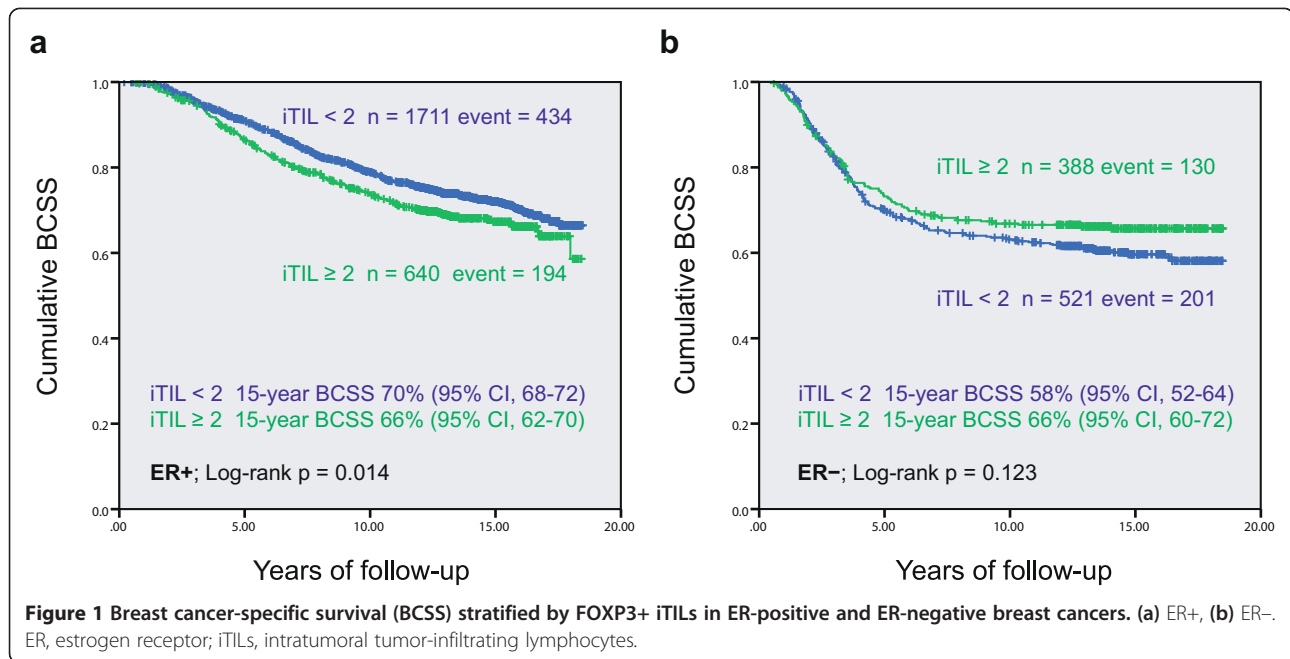 a
Cumulative BCSS
1.0
0.8
0.6
0.4
0.2
0.0
iTIL < 2 n = 1711 event = 434
iTIL ≥ 2 n = 640 event = 194
iTIL < 2 15-year BCSS 70% (95% CI, 68-72)
iTIL ≥ 2 15-year BCSS 66% (95% CI, 62-70)
ER+; Log-rank p = 0.014
.00 5.00 10.00 15.00 20.00
Years of follow-up
b
Cumulative BCSS
1.0
0.8
0.6
0.4
0.2
0.0
iTIL ≥ 2 n = 388 event = 130
iTIL < 2 n = 521 event = 201
iTIL < 2 15-year BCSS 58% (95% CI, 52-64)
iTIL ≥ 2 15-year BCSS 66% (95% CI, 60-72)
ER−; Log-rank p = 0.123
.00 5.00 10.00 15.00 20.00
Years of follow-up
Figure 1 Breast cancer-specific survival (BCSS) stratified by FOXP3+ iTILs in ER-positive and ER-negative breast cancers. (a) ER+, (b) ER−.
ER, estrogen receptor; iTILs, intratumoral tumor-infiltrating lymphocytes.